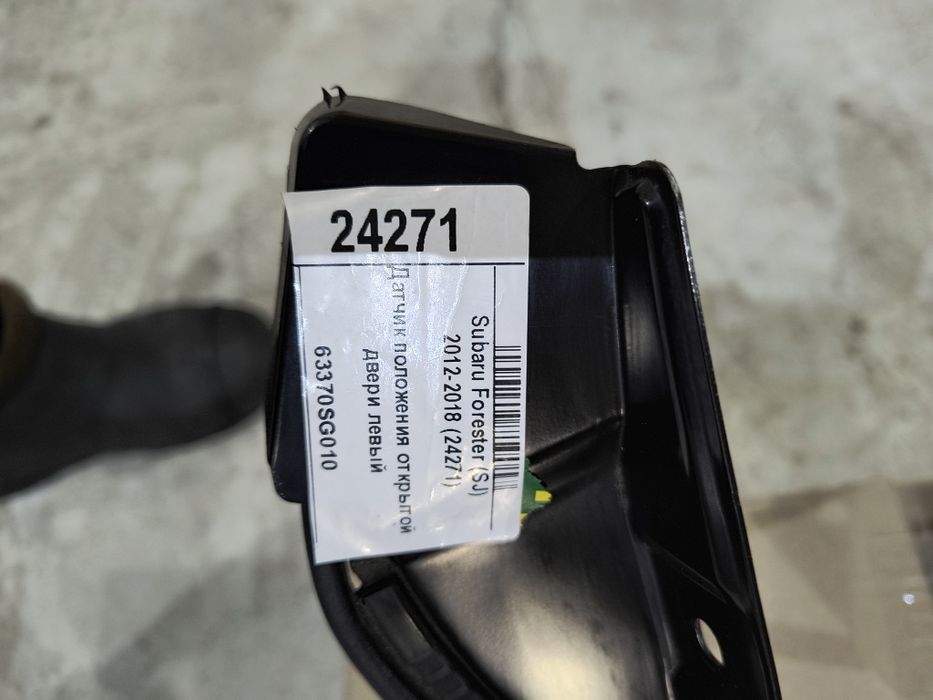 24271
Subaru Forester (SJ)
2012-2018 (24271)
Датчик положения открытой
двери левый
63370SG010